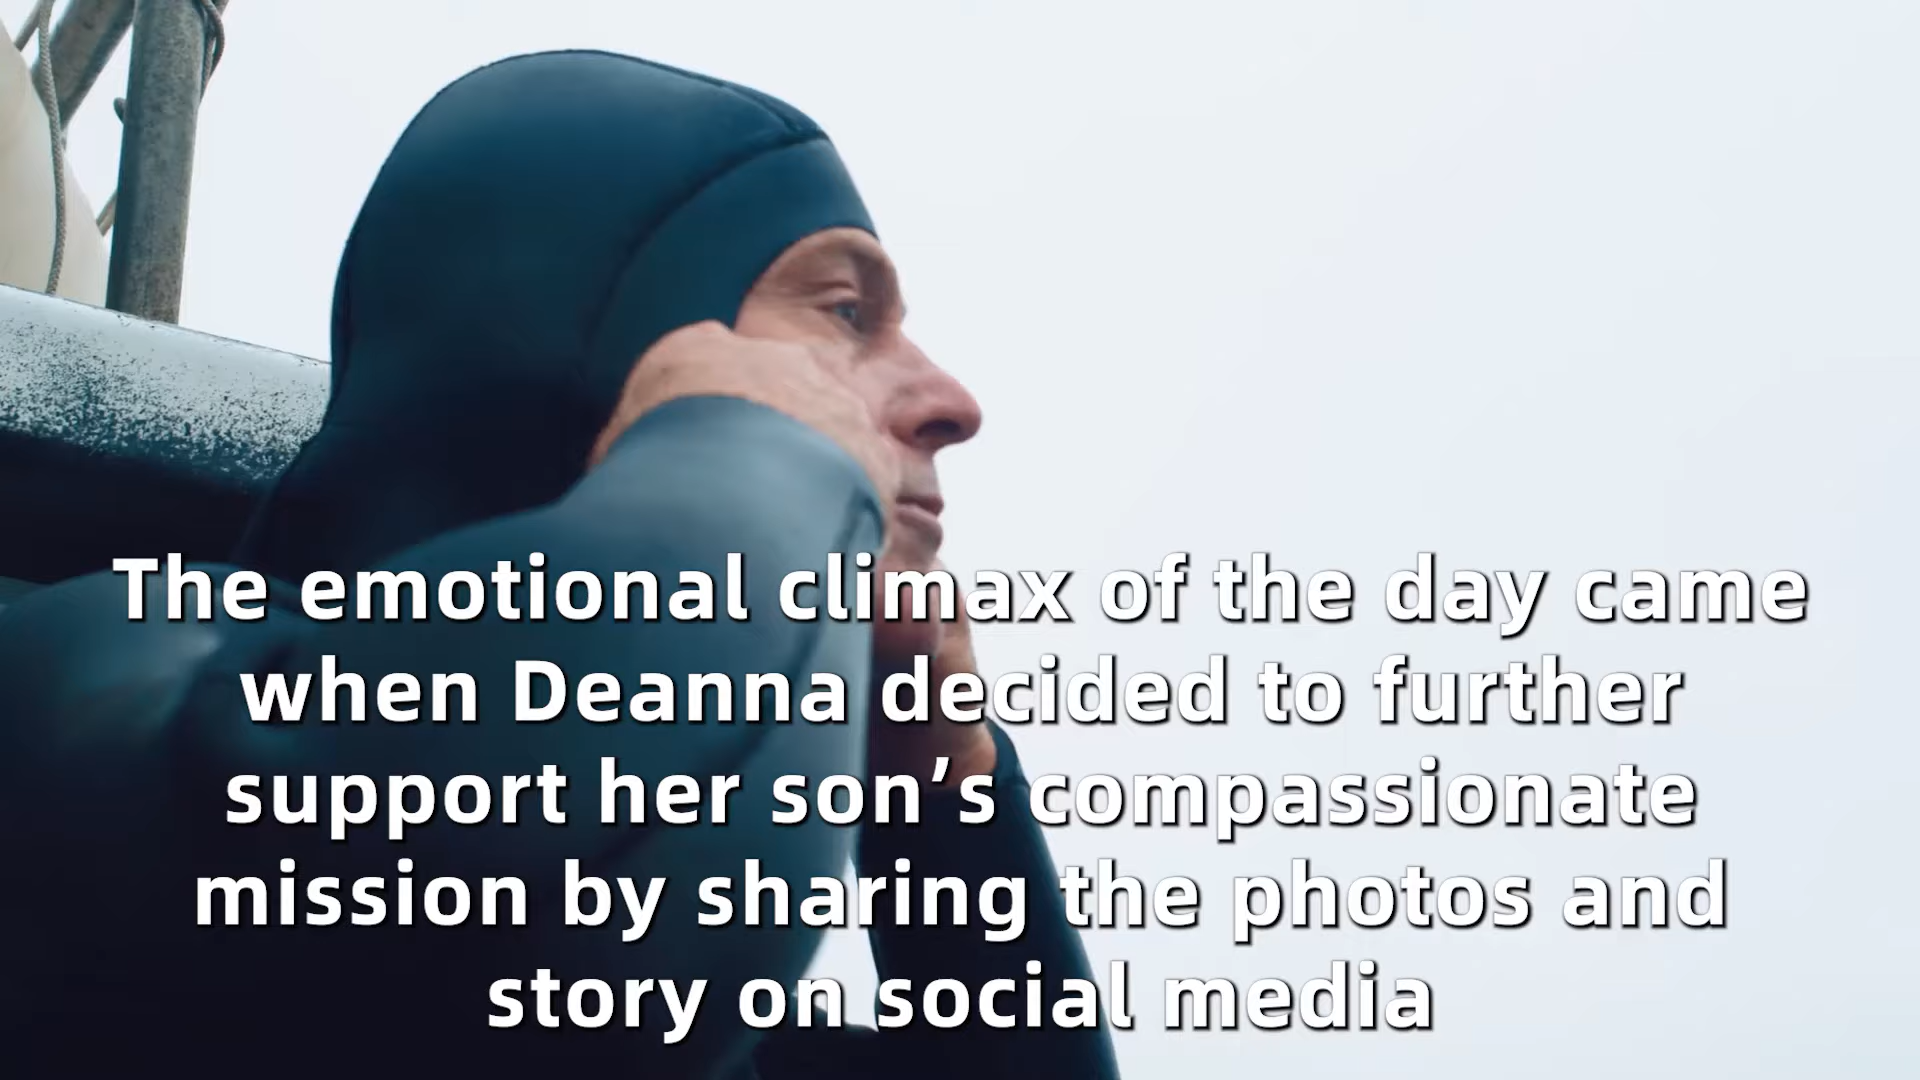 The emotional climax of the day came
when Deanna decided to further
support her son’s compassionate
mission by sharing the photos and
story on social media